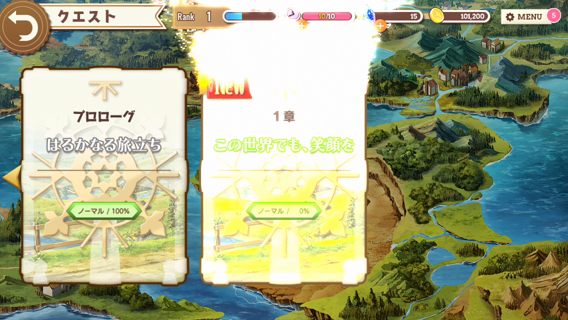 クエスト
Rank 1
10/10
15
101,200
MENU
5
New
プロローグ
はるかなる旅立ち
ノーマル / 100%
1章
この世界でも、笑顔を
ノーマル / 0%